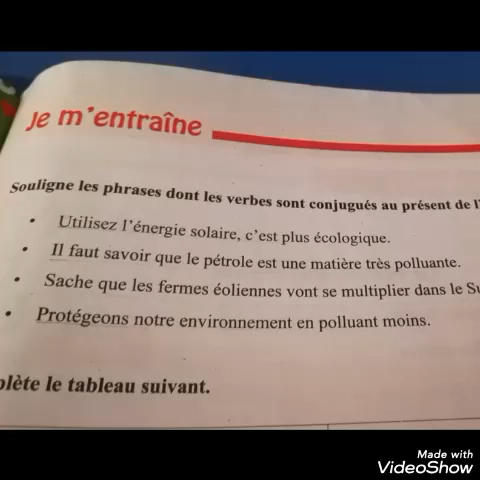 Je m'entraîne
Souligne les phrases dont les verbes sont conjugués au présent de l'
• Utilisez l'énergie solaire, c'est plus écologique.
• Il faut savoir que le pétrole est une matière très polluante.
• Sache que les fermes éoliennes vont se multiplier dans le Su
• Protégeons notre environnement en polluant moins.
plète le tableau suivant.
Made with
VideoShow